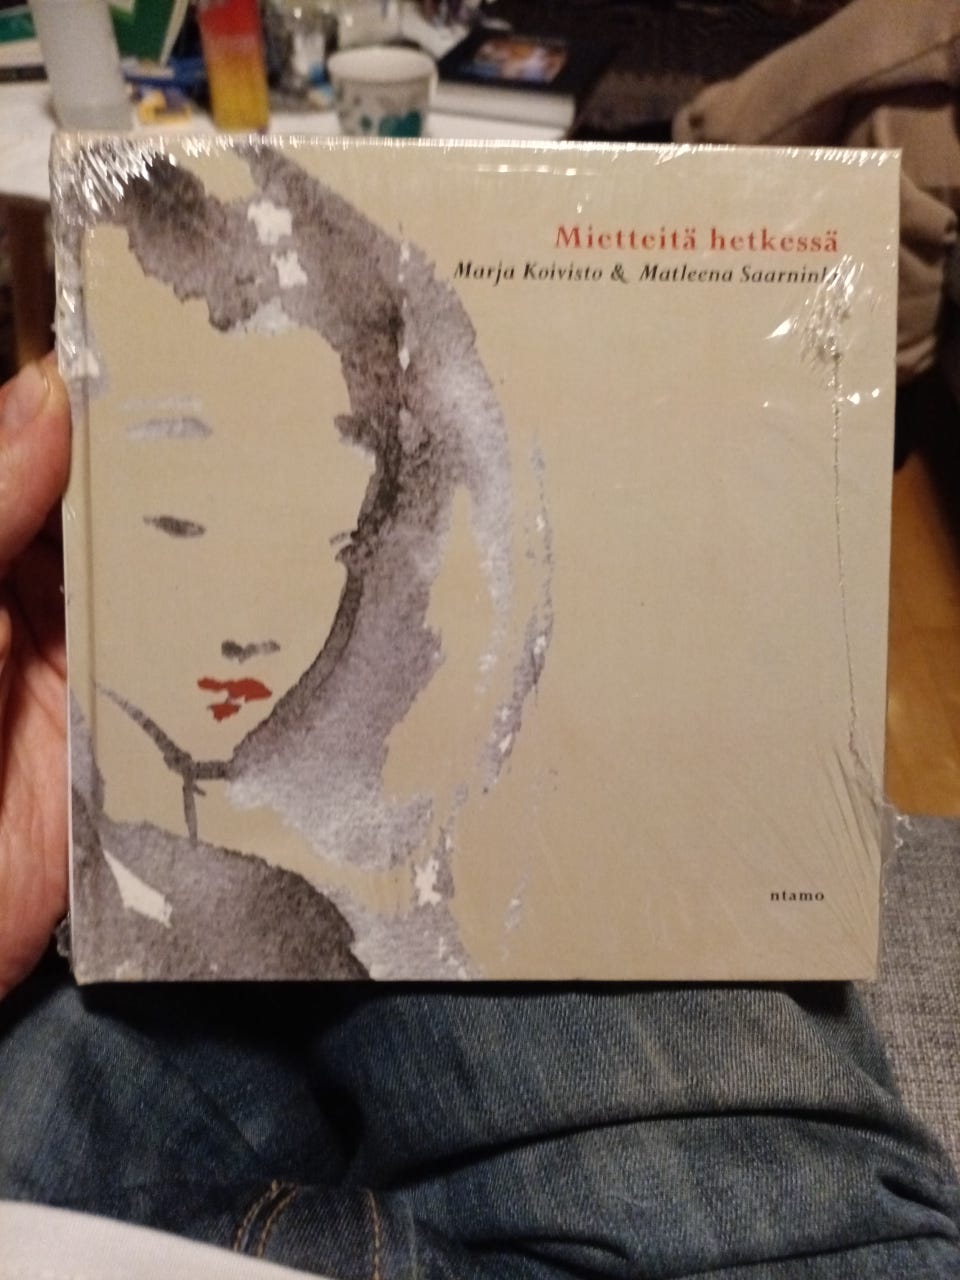 Mietteitä hetkessä
Marja Koivisto & Matleena
ntamo